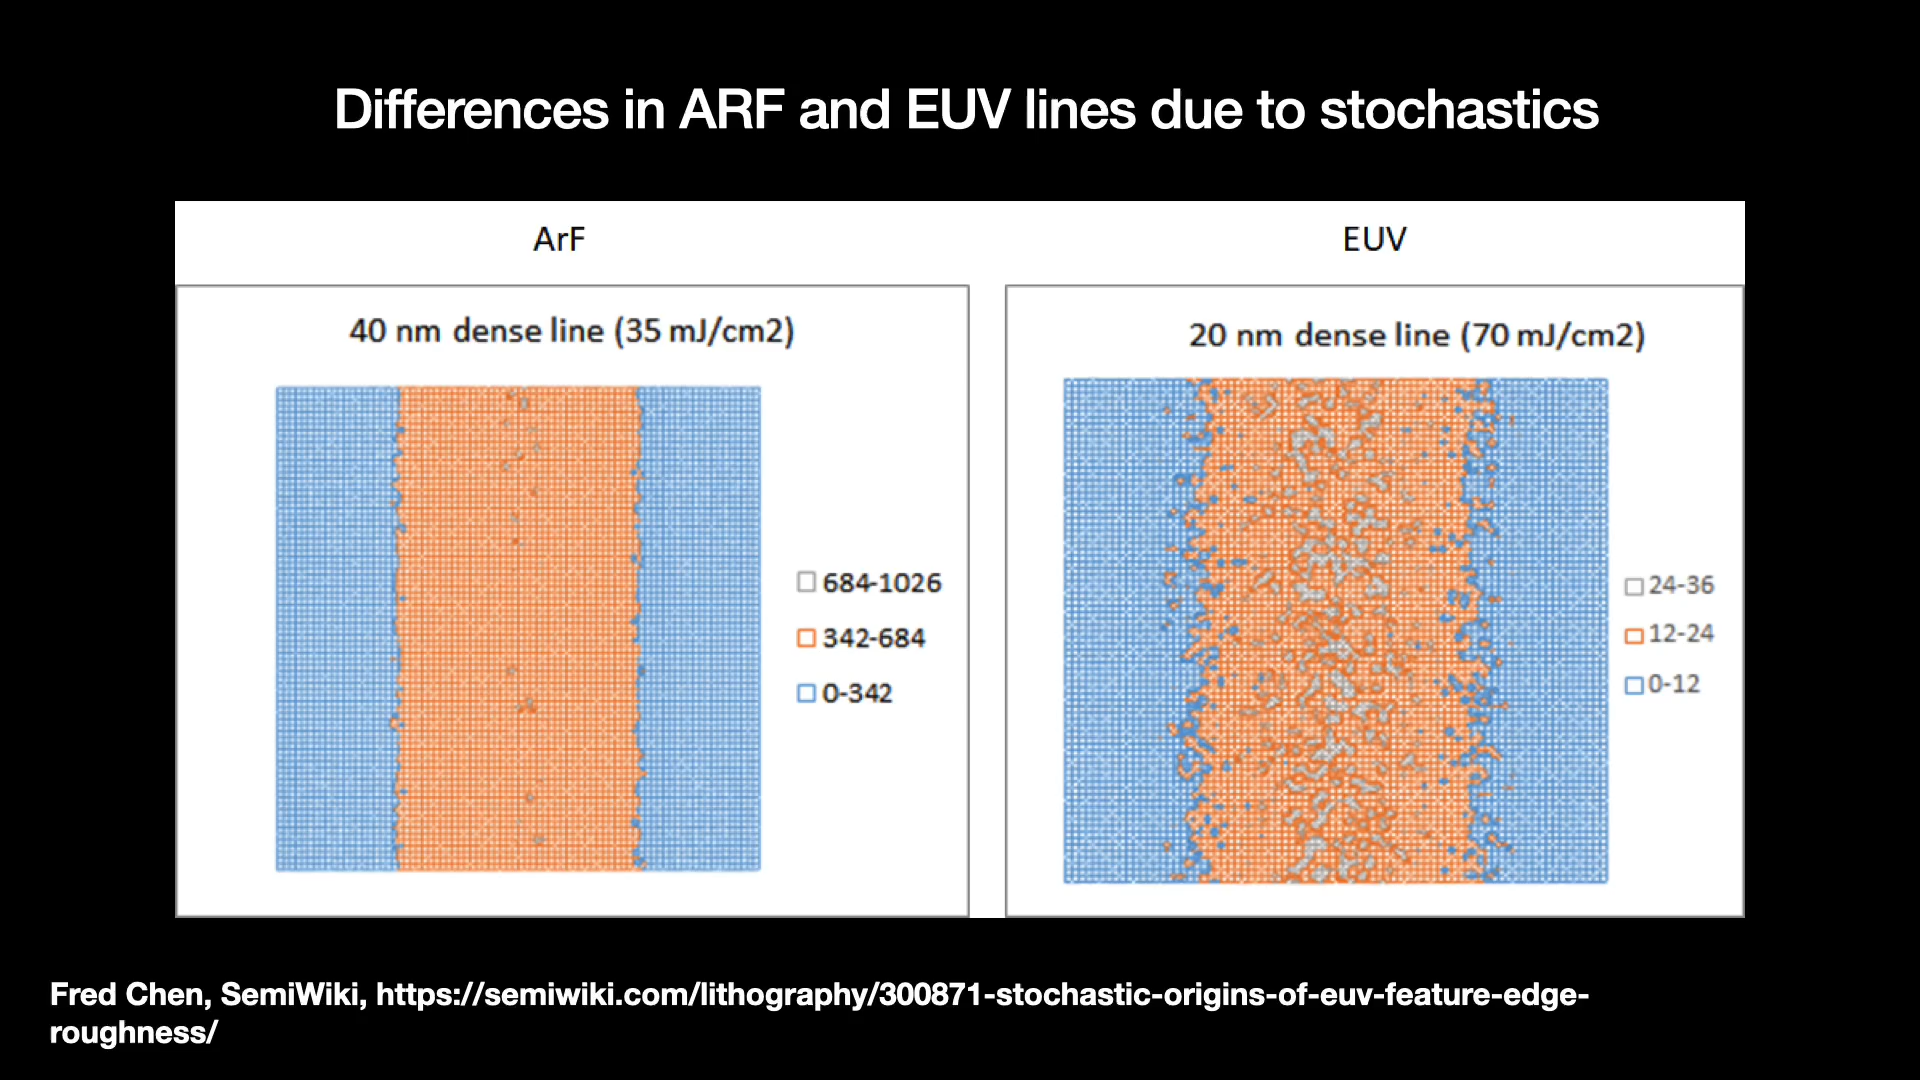 Differences in ARF and EUV lines due to stochastics
ArF
EUV
40 nm dense line (35 mJ/cm2)
684-1026
342-684
0-342
20 nm dense line (70 mJ/cm2)
24-36
12-24
0-12
Fred Chen, SemiWiki, https://semiwiki.com/lithography/300871-stochastic-origins-of-euv-feature-edge-
roughness/